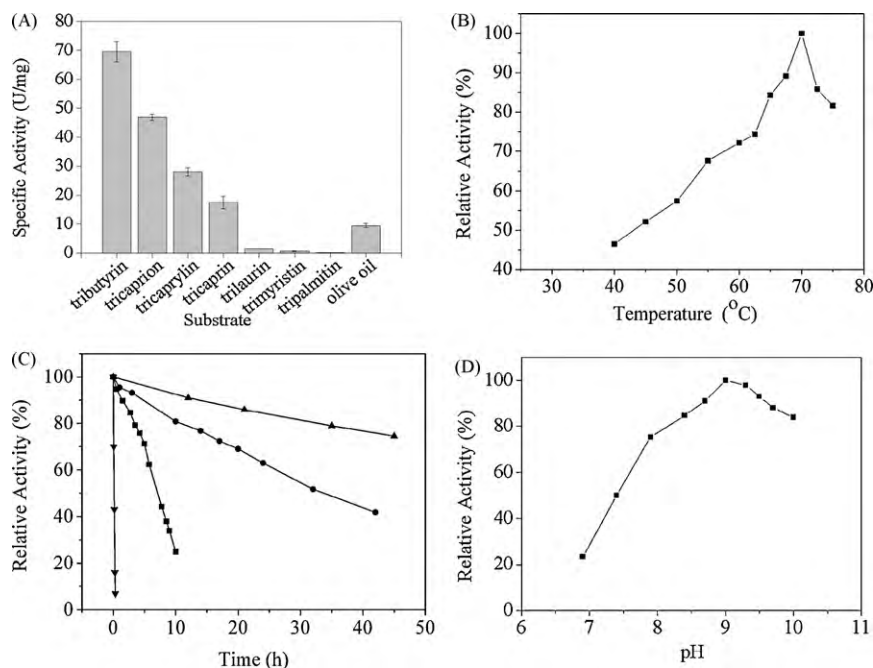 (A)
Specific Activity (U/mg)
80
70
60
50
40
30
20
10
0
tributyrin
tricaprion
tricaprylin
tricaprin
trilaurin
trimyristin
tripalmitin
olive oil
Substrate
(B)
Relative Activity (%)
100
90
80
70
60
50
40
30 40 50 60 70 80
Temperature (°C)
(C)
Relative Activity (%)
100
80
60
40
20
0
0 10 20 30 40 50
Time (h)
(D)
Relative Activity (%)
100
80
60
40
20
0
6 7 8 9 10 11
pH